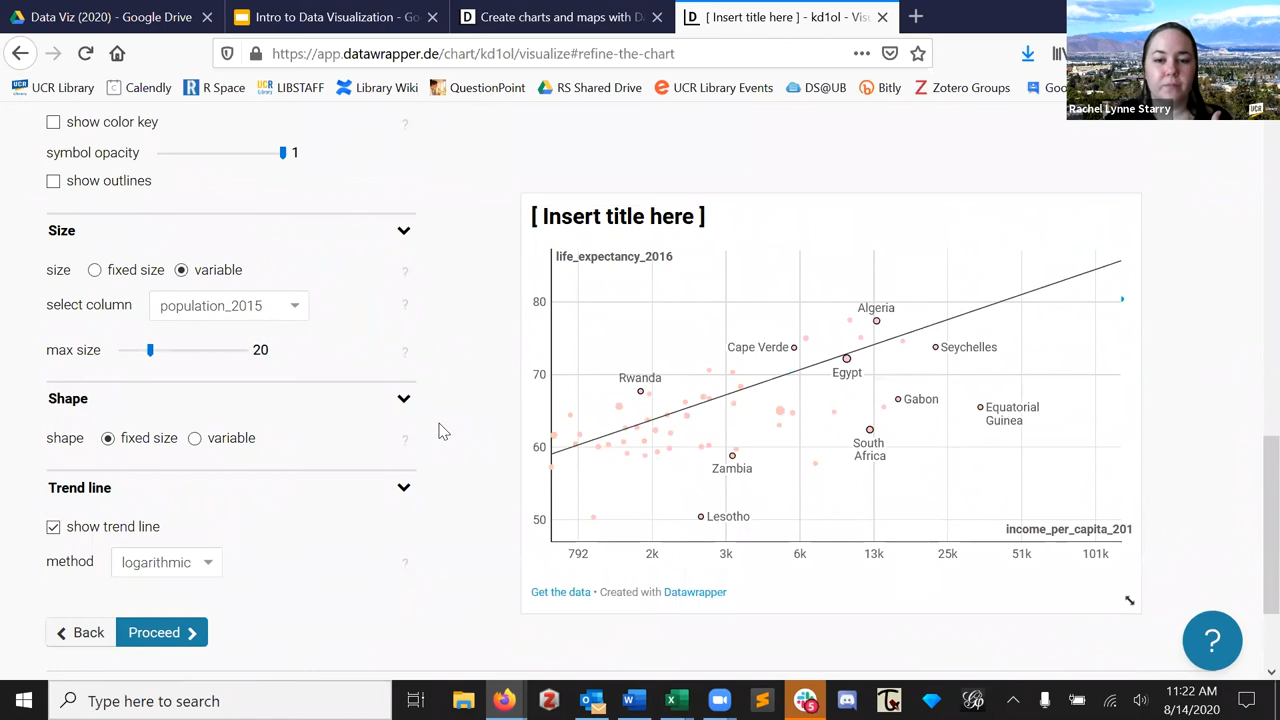 Data Viz (2020) - Google Drive
Intro to Data Visualization - Go
Create charts and maps with D
[ Insert title here ] - kd1ol - Vis
https://app.datawrapper.de/chart/kd1ol/visualize#refine-the-chart
UCR Library
Calendly
R Space
LIBSTAFF
Library Wiki
QuestionPoint
RS Shared Drive
UCR Library Events
DS@UB
Bitly
Zotero Groups
Goo
Rachel Lynne Starry
UCR
show color key
?
symbol opacity
1
show outlines
Size
size
fixed size
variable
?
select column
population_2015
?
max size
20
?
Shape
shape
fixed size
variable
?
Trend line
show trend line
method
logarithmic
?
Back
Proceed
[ Insert title here ]
life_expectancy_2016
80
70
60
50
Algeria
Cape Verde
Seychelles
Egypt
Rwanda
Gabon
Equatorial
Guinea
South
Africa
Zambia
Lesotho
income_per_capita_201
792
2k
3k
6k
13k
25k
51k
101k
Get the data • Created with Datawrapper
?
Type here to search
5
11:22 AM
8/14/2020